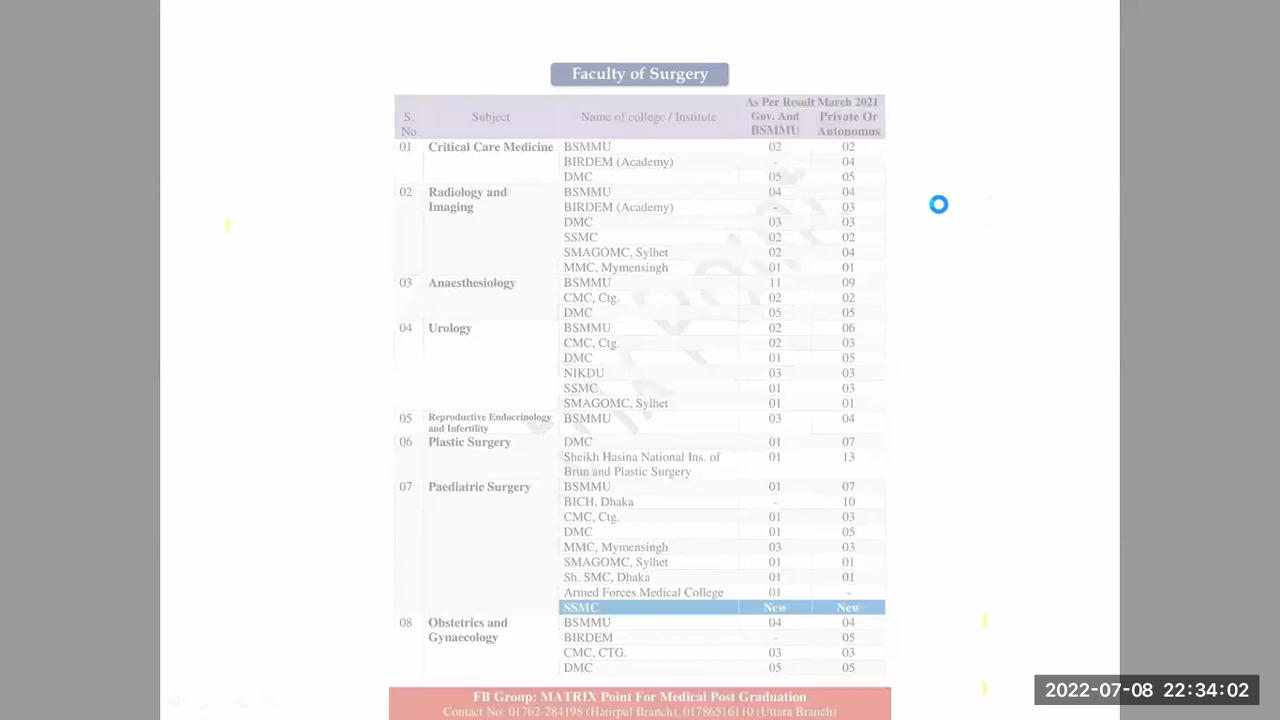 Faculty of Surgery
As Per Result March 2021
S. No Subject Name of college / Institute Gov. And BSMMU Private Or Autonomus
01 Critical Care Medicine BSMMU 02 02
BIRDEM (Academy) - 04
DMC 05 05
02 Radiology and Imaging BSMMU 04 04
BIRDEM (Academy) - 03
DMC 03 03
SSMC 02 02
SMAGOMC, Sylhet 02 04
MMC, Mymensingh 01 01
03 Anaesthesiology BSMMU 11 09
CMC, Ctg. 02 02
DMC 05 05
04 Urology BSMMU 02 06
CMC, Ctg. 02 03
DMC 01 05
NIKDU 03 03
SSMC 01 03
SMAGOMC, Sylhet 01 01
05 Reproductive Endocrinology and Infertility BSMMU 03 04
06 Plastic Surgery DMC 01 07
Sheikh Hasina National Ins. of 01 13
Brun and Plastic Surgery
07 Paediatric Surgery BSMMU 01 07
BICH, Dhaka - 10
CMC, Ctg. 01 03
DMC 01 05
MMC, Mymensingh 03 03
SMAGOMC, Sylhet 01 01
Sh. SMC, Dhaka 01 01
Armed Forces Medical College 01 -
SSMC New New
08 Obstetrics and Gynaecology BSMMU 04 04
BIRDEM - 05
CMC, CTG. 03 03
DMC 05 05
FB Group: MATRIX Point For Medical Post Graduation
Contact No: 01762-284198 (Hatirpul Branch), 01786516110 (Uttara Branch)
2022-07-08 22:34:02